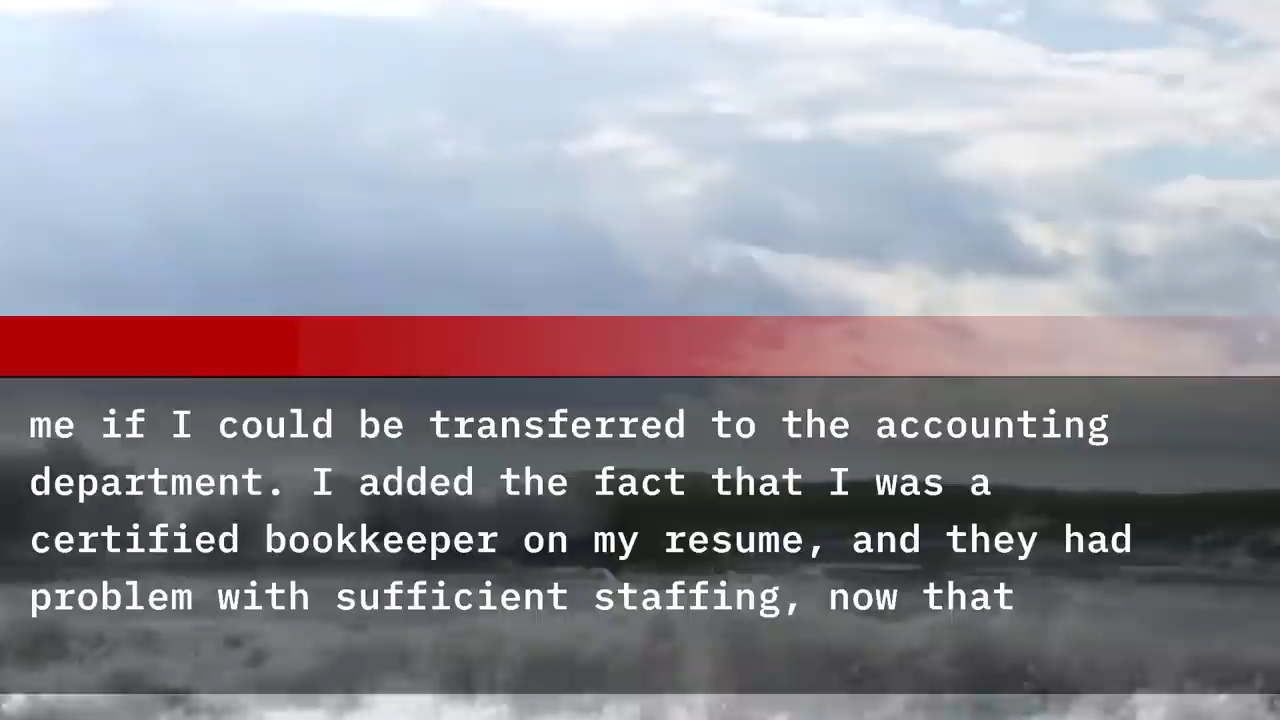 me if I could be transferred to the accounting
department. I added the fact that I was a
certified bookkeeper on my resume, and they had
problem with sufficient staffing, now that